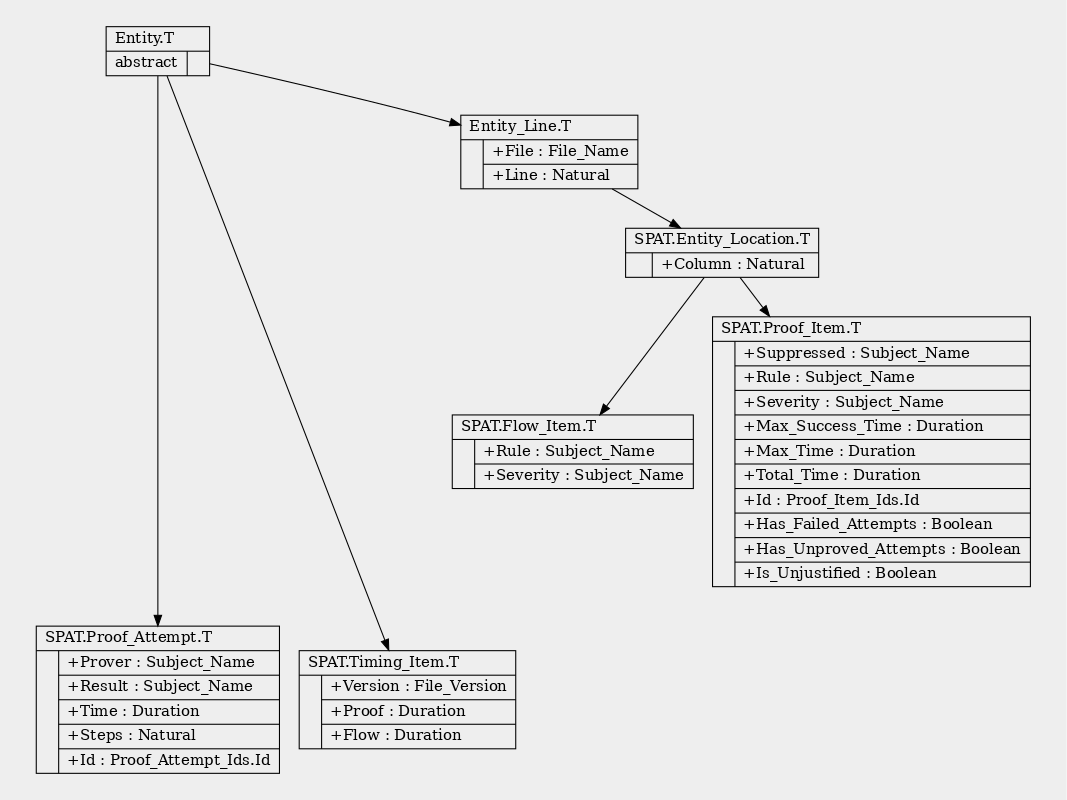 Entity.T
abstract
Entity_Line.T
+File : File_Name
+Line : Natural
SPAT.Entity_Location.T
+Column : Natural
SPAT.Proof_Item.T
+Suppressed : Subject_Name
+Rule : Subject_Name
+Severity : Subject_Name
+Max_Success_Time : Duration
+Max_Time : Duration
+Total_Time : Duration
+Id : Proof_Item_Ids.Id
+Has_Failed_Attempts : Boolean
+Has_Unproved_Attempts : Boolean
+Is_Unjustified : Boolean
SPAT.Flow_Item.T
+Rule : Subject_Name
+Severity : Subject_Name
SPAT.Proof_Attempt.T
+Prover : Subject_Name
+Result : Subject_Name
+Time : Duration
+Steps : Natural
+Id : Proof_Attempt_Ids.Id
SPAT.Timing_Item.T
+Version : File_Version
+Proof : Duration
+Flow : Duration